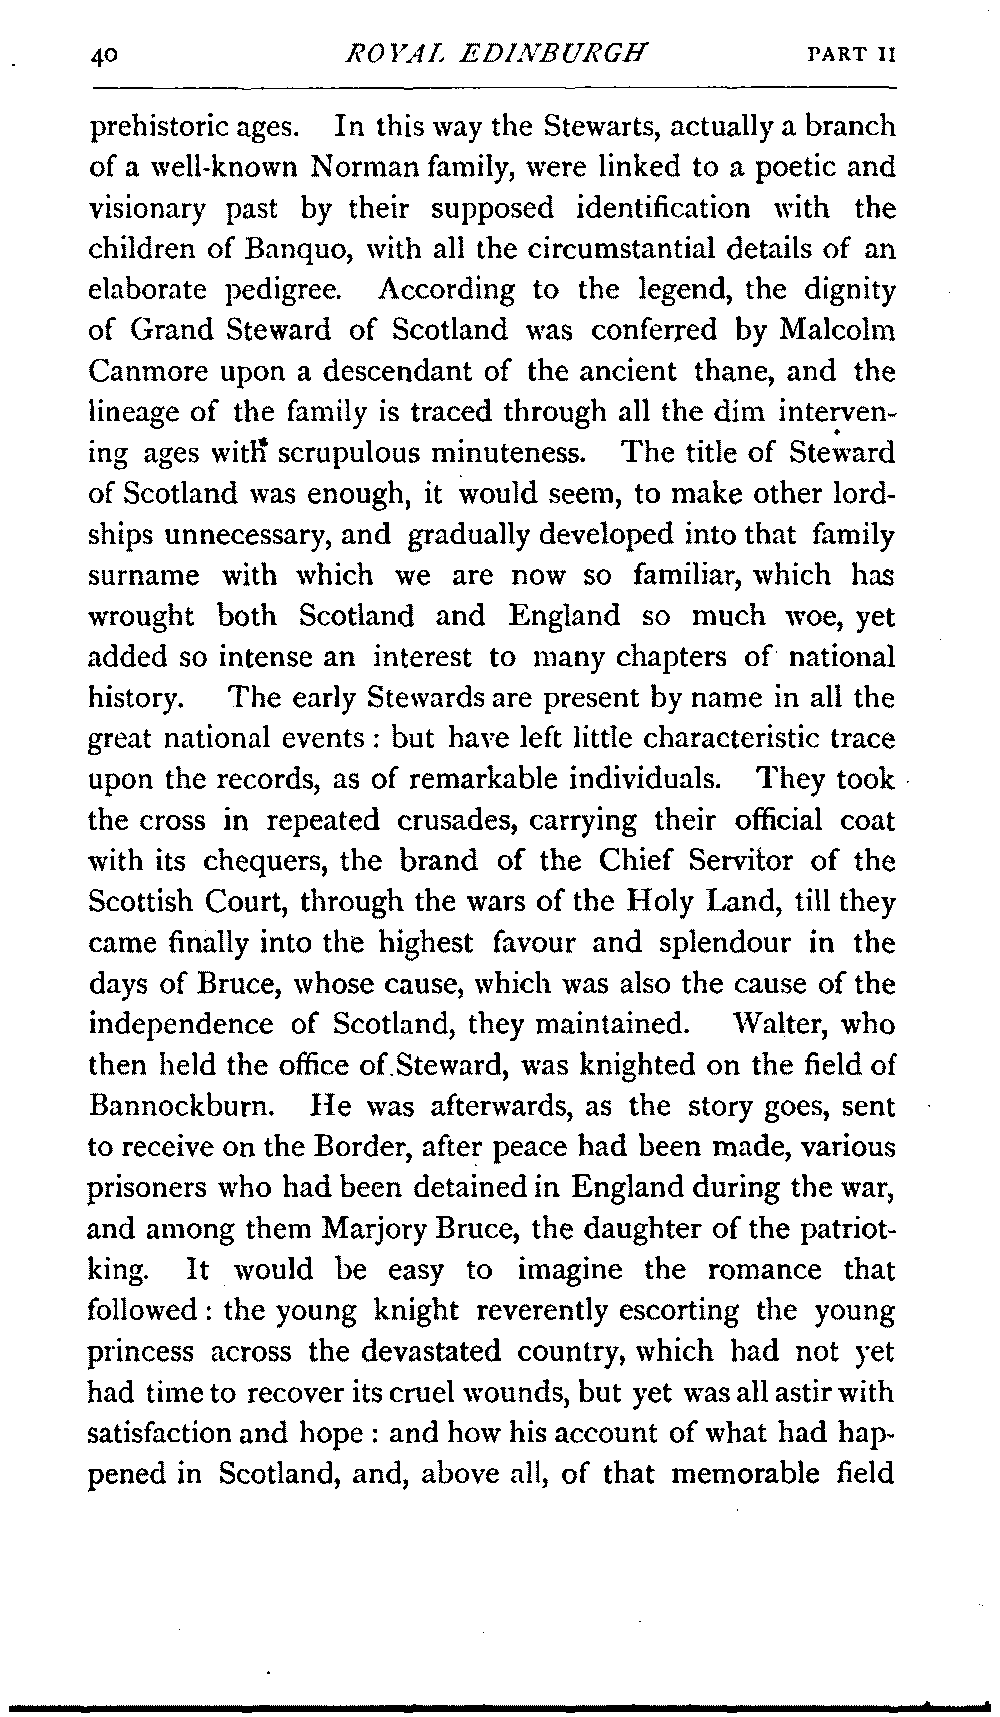 40 ROYAL EDINBURGH PART II
prehistoric ages. In this way the Stewarts, actually a branch
of a well-known Norman family, were linked to a poetic and
visionary past by their supposed identification with the
children of Banquo, with all the circumstantial details of an
elaborate pedigree. According to the legend, the dignity
of Grand Steward of Scotland was conferred by Malcolm
Canmore upon a descendant of the ancient thane, and the
lineage of the family is traced through all the dim interven-
ing ages with scrupulous minuteness. The title of Steward
of Scotland was enough, it would seem, to make other lord-
ships unnecessary, and gradually developed into that family
surname with which we are now so familiar, which has
wrought both Scotland and England so much woe, yet
added so intense an interest to many chapters of national
history. The early Stewards are present by name in all the
great national events : but have left little characteristic trace
upon the records, as of remarkable individuals. They took
the cross in repeated crusades, carrying their official coat
with its chequers, the brand of the Chief Servitor of the
Scottish Court, through the wars of the Holy Land, till they
came finally into the highest favour and splendour in the
days of Bruce, whose cause, which was also the cause of the
independence of Scotland, they maintained. Walter, who
then held the office of Steward, was knighted on the field of
Bannockburn. He was afterwards, as the story goes, sent
to receive on the Border, after peace had been made, various
prisoners who had been detained in England during the war,
and among them Marjory Bruce, the daughter of the patriot-
king. It would be easy to imagine the romance that
followed : the young knight reverently escorting the young
princess across the devastated country, which had not yet
had time to recover its cruel wounds, but yet was all astir with
satisfaction and hope : and how his account of what had hap-
pened in Scotland, and, above all, of that memorable field